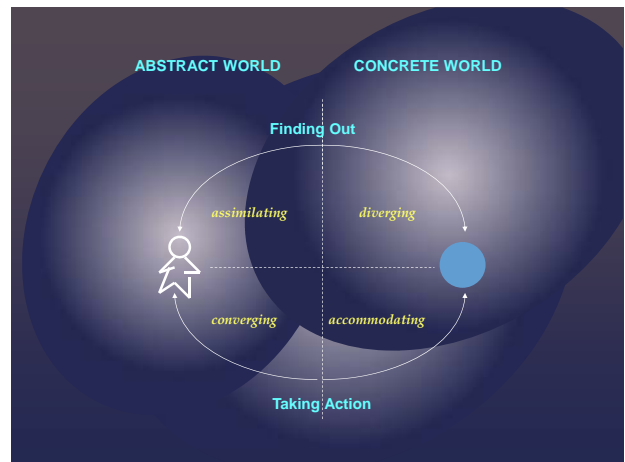 ABSTRACT WORLD
CONCRETE WORLD
Finding Out
assimilating
diverging
converging
accommodating
Taking Action